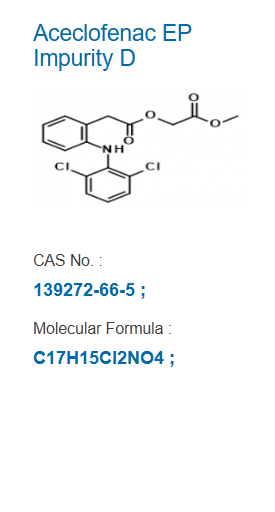 Aceclofenac EP
Impurity D
O
O
O
O
NH
Cl
Cl
CAS No. :
139272-66-5 ;
Molecular Formula :
C17H15Cl2NO4 ;